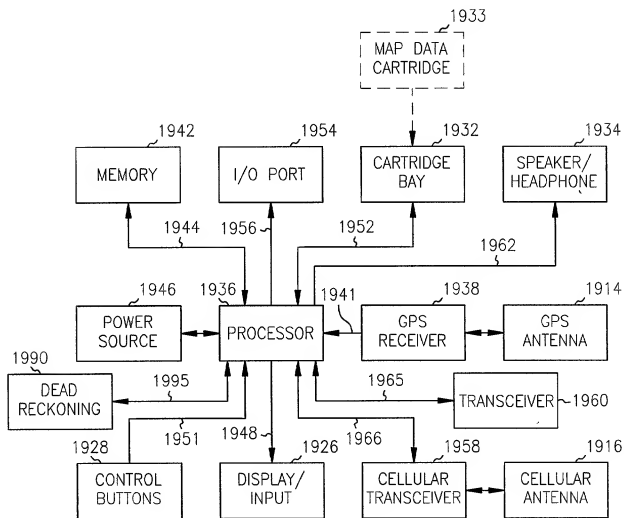 1933
MAP DATA
CARTRIDGE
1942
1954
1932
1934
MEMORY
I/O PORT
CARTRIDGE
BAY
SPEAKER/
HEADPHONE
1944
1956
1952
1962
1946
1936
1941
1938
1914
POWER
SOURCE
PROCESSOR
GPS
RECEIVER
GPS
ANTENNA
1990
DEAD
RECKONING
1995
1965
TRANSCEIVER
1960
1951
1948
1966
1928
1926
1958
1916
CONTROL
BUTTONS
DISPLAY/
INPUT
CELLULAR
TRANSCEIVER
CELLULAR
ANTENNA